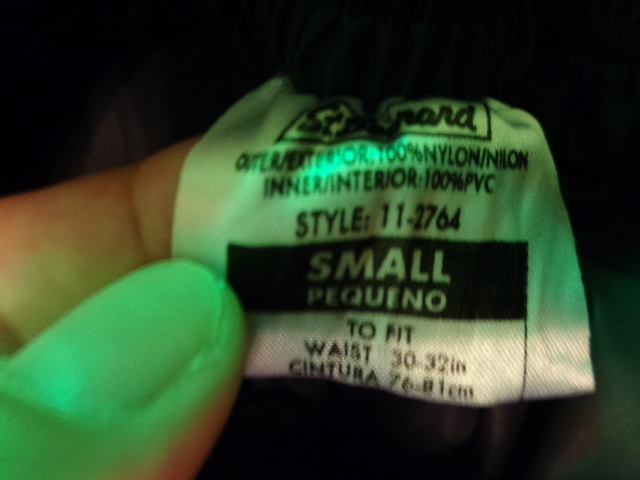 OUTER/EXTERIOR:100%NYLON/NILON
INNER/INTERIOR:100%PVC
STYLE: 11-2764
SMALL
PEQUENO
TO FIT
WAIST 30-32in
CINTURA 76-81cm